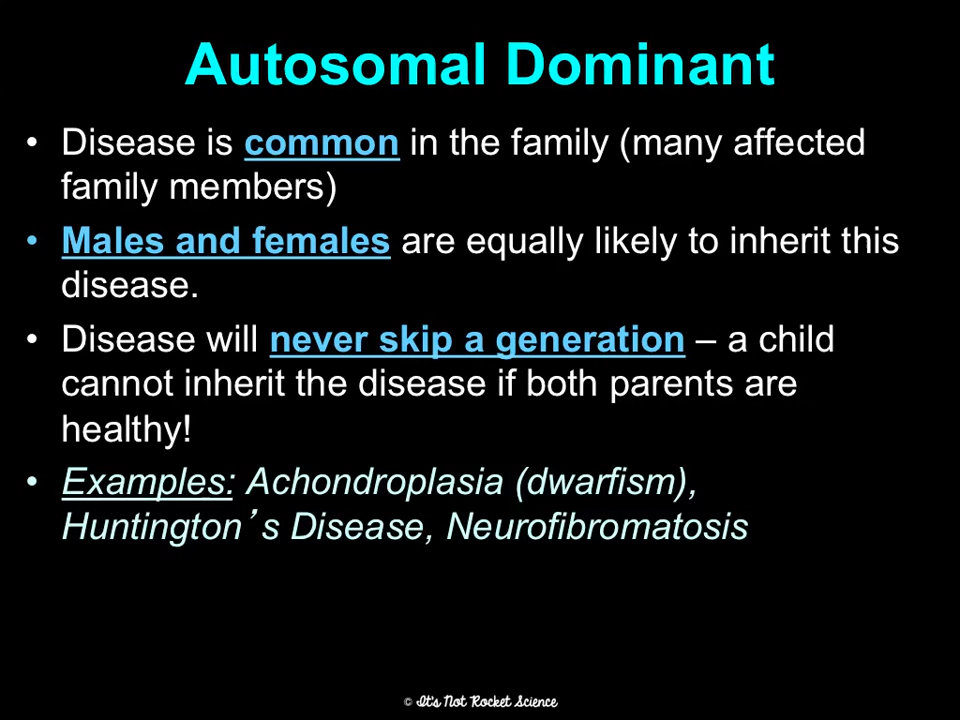 Autosomal Dominant
• Disease is common in the family (many affected
family members)
• Males and females are equally likely to inherit this
disease.
• Disease will never skip a generation – a child
cannot inherit the disease if both parents are
healthy!
• Examples: Achondroplasia (dwarfism),
Huntington’s Disease, Neurofibromatosis
© It's Not Rocket Science